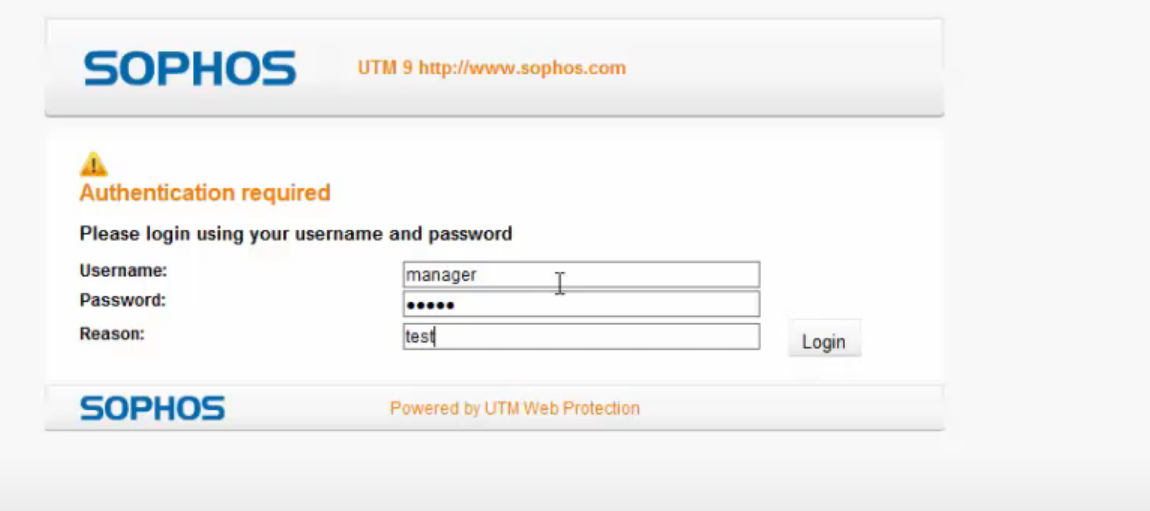 SOPHOS UTM 9 http://www.sophos.com
Authentication required
Please login using your username and password
Username: manager
Password: •••••
Reason: test
Login
SOPHOS Powered by UTM Web Protection